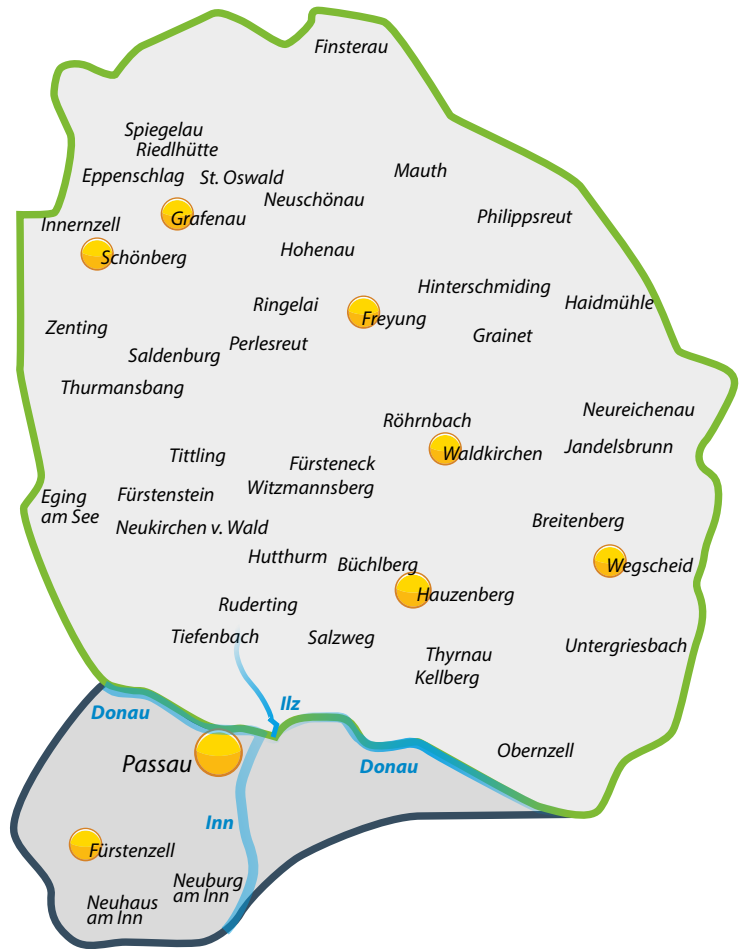 Finsterau
Spiegelau
Riedlhütte
Mauth
Eppenschlag
St. Oswald
Neuschönau
Philippsreut
Grafenau
Innernzell
Hohenau
Schönberg
Hinterschmiding
Haidmühle
Ringelai
Freyung
Zenting
Grainet
Perlesreut
Saldenburg
Thurmansbang
Neureichenau
Röhrnbach
Jandelsbrunn
Waldkirchen
Tittling
Fürsteneck
Witzmannsberg
Fürstenstein
Eging
am See
Breitenberg
Neukirchen v. Wald
Hutthurm
Büchlberg
Wegscheid
Hauzenberg
Ruderting
Tiefenbach
Salzweg
Untergriesbach
Thyrnau
Kellberg
Ilz
Donau
Obernzell
Passau
Donau
Inn
Fürstenzell
Neuburg
am Inn
Neuhaus
am Inn